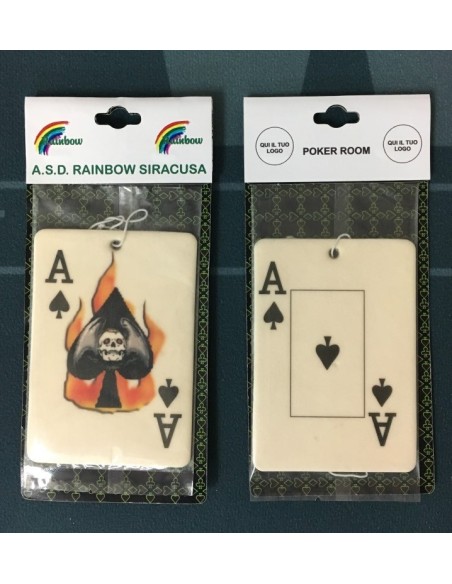 Rainbow
Rainbow
A.S.D. RAINBOW SIRACUSA
A
A
QUI IL TUO
LOGO
POKER ROOM
QUI IL TUO
LOGO
A
A